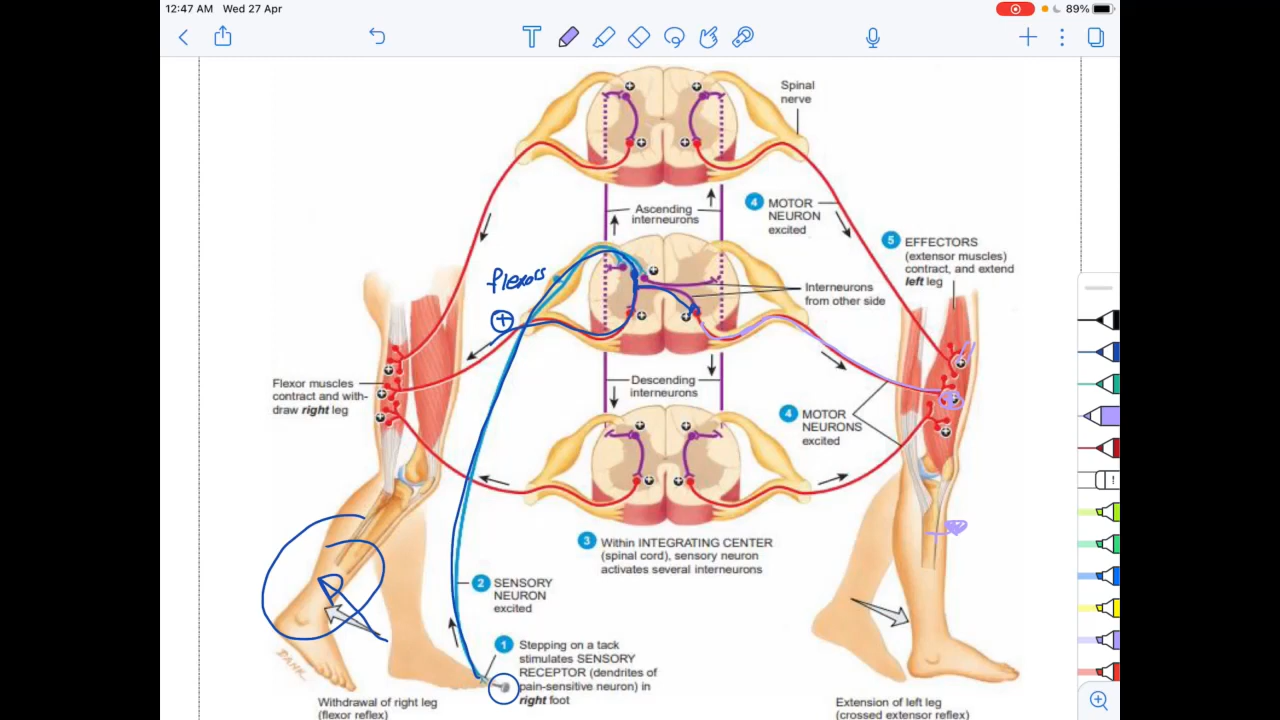 12:47 AM Wed 27 Apr
89%
T
Spinal
nerve
Ascending
interneurons
4 MOTOR
NEURON
excited
5 EFFECTORS
(extensor muscles)
contract, and extend
left leg
flexors
+
Interneurons
from other side
Flexor muscles
contract and with-
draw right leg
Descending
interneurons
4 MOTOR
NEURONS
excited
3 Within INTEGRATING CENTER
(spinal cord), sensory neuron
activates several interneurons
2 SENSORY
NEURON
excited
R
1 Stepping on a tack
stimulates SENSORY
RECEPTOR (dendrites of
pain-sensitive neuron) in
right foot
Withdrawal of right leg
(flexor reflex)
Extension of left leg
(crossed extensor reflex)